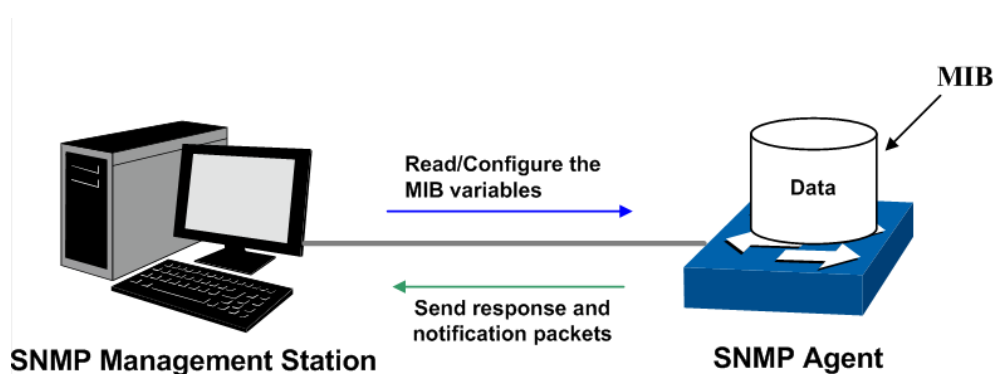 MIB
Read/Configure the
MIB variables
Data
Send response and
notification packets
SNMP Management Station
SNMP Agent